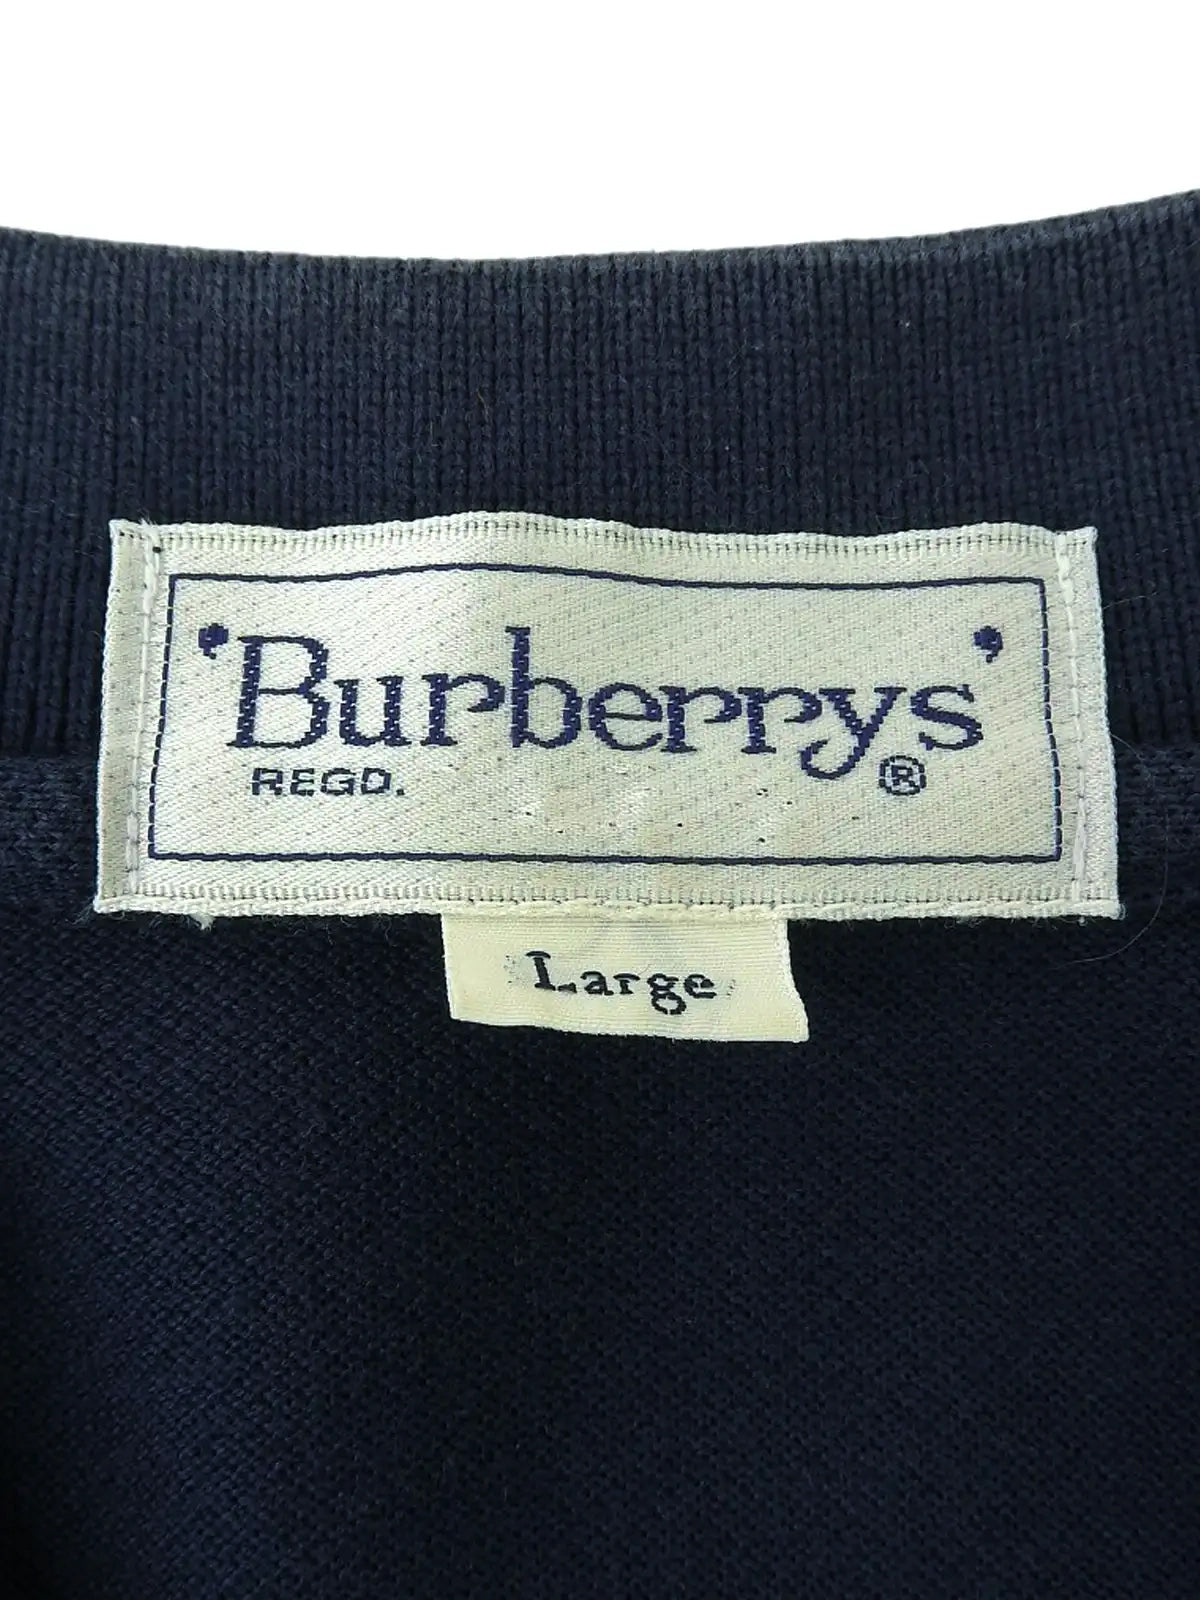 'Burberrys'
REGD. ®
Large